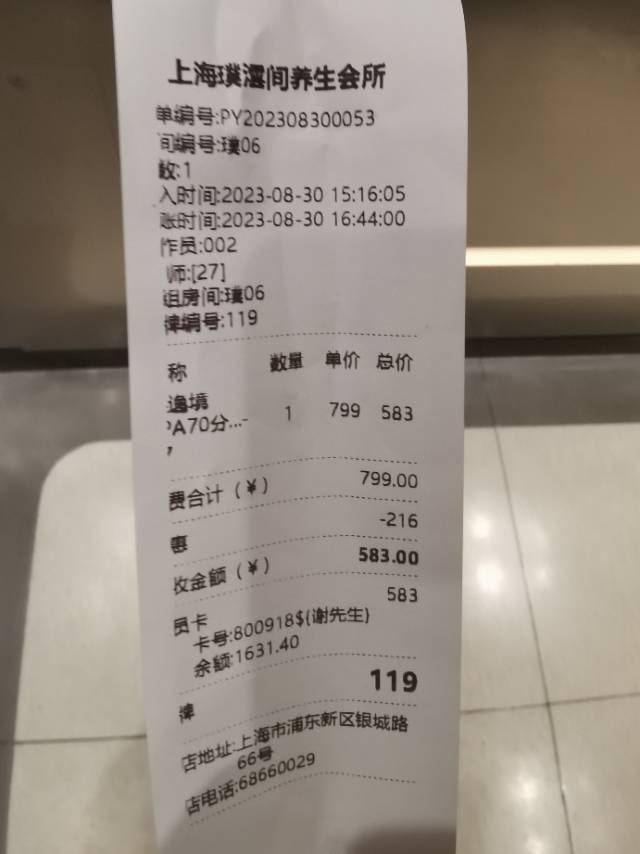 上海璞澐间养生会所
单编号:PY202308300053
间编号:璞06
数:1
入时间:2023-08-30 15:16:05
账时间:2023-08-30 16:44:00
作员:002
师:[27]
组房间:璞06
牌编号:119
称 数量 单价 总价
逸境
PA70分...- 1 799 583
费合计（¥） 799.00
惠 -216
收金额（¥） 583.00
员卡 583
卡号:800918$(谢先生}
余额:1631.40
牌 119
店地址:上海市浦东新区银城路
66号
店电话:68660029